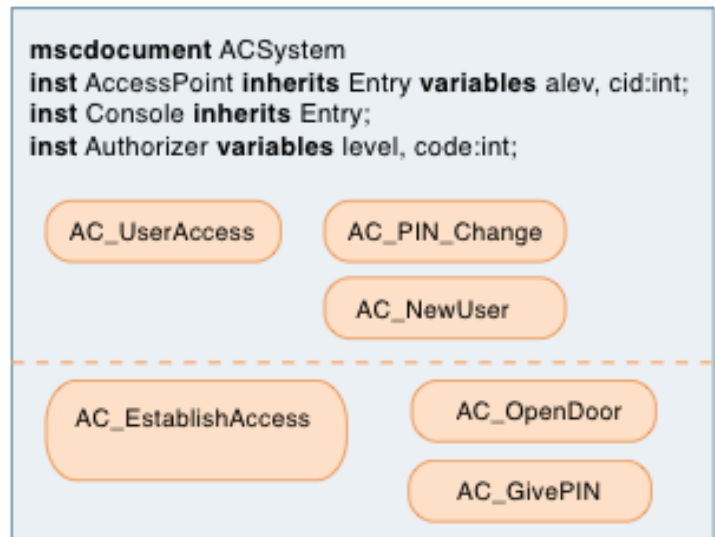 mscdocument ACSystem
inst AccessPoint inherits Entry variables alev, cid:int;
inst Console inherits Entry;
inst Authorizer variables level, code:int;
AC_UserAccess
AC_PIN_Change
AC_NewUser
AC_EstablishAccess
AC_OpenDoor
AC_GivePIN